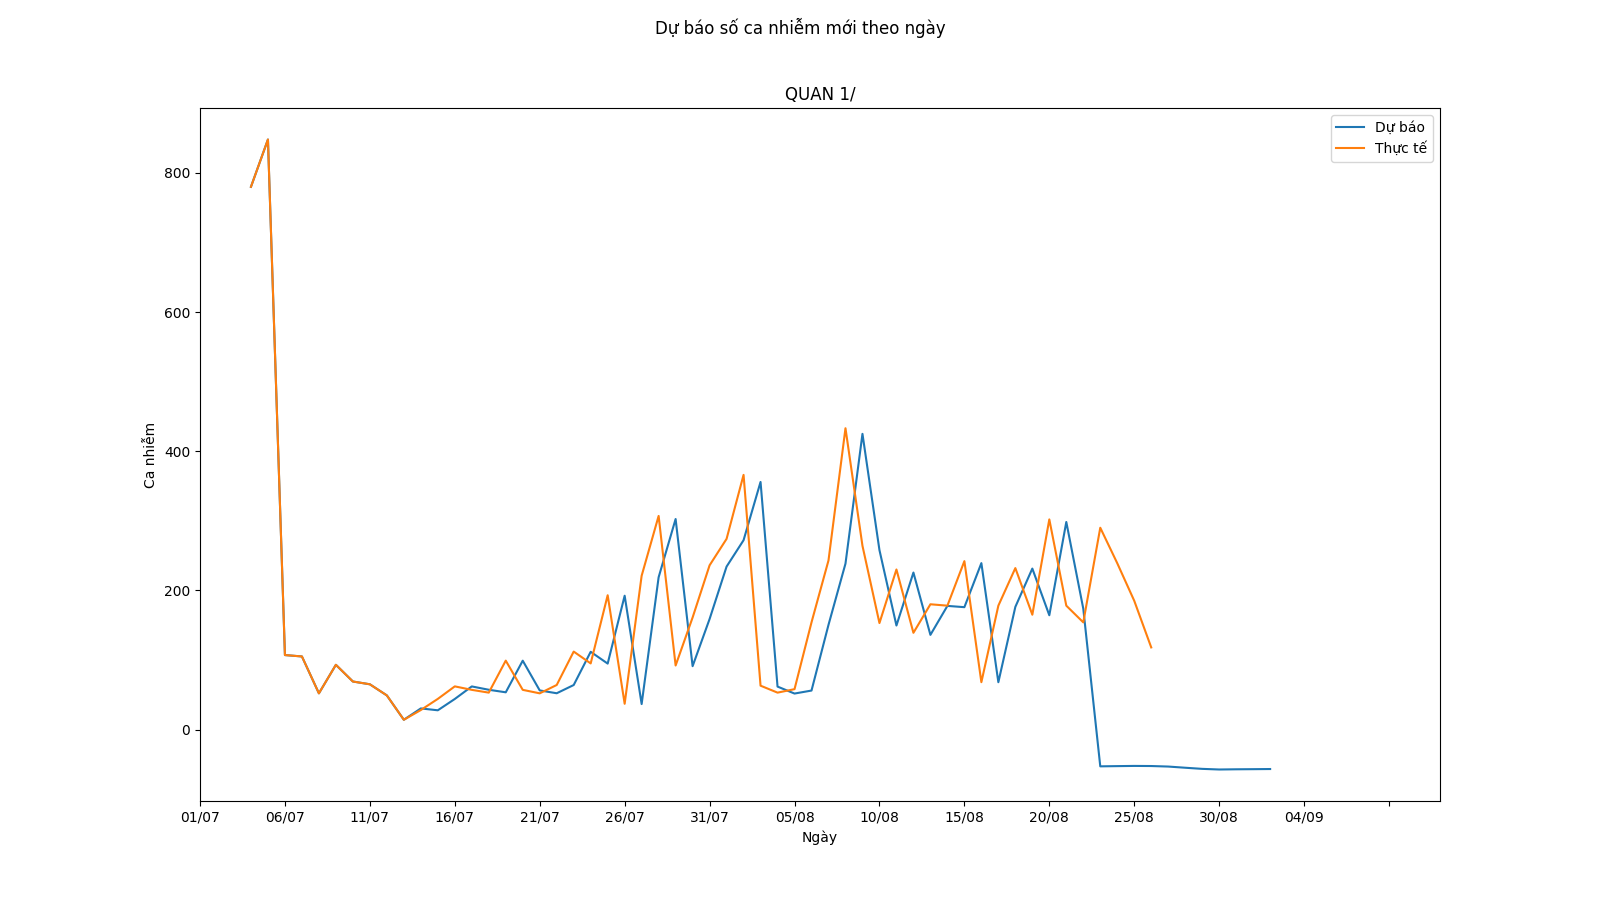 Dự báo số ca nhiễm mới theo ngày
QUAN 1/
Dự báo
Thực tế
800
600
400
200
0
Ca nhiễm
01/07 06/07 11/07 16/07 21/07 26/07 31/07 05/08 10/08 15/08 20/08 25/08 30/08 04/09
Ngày